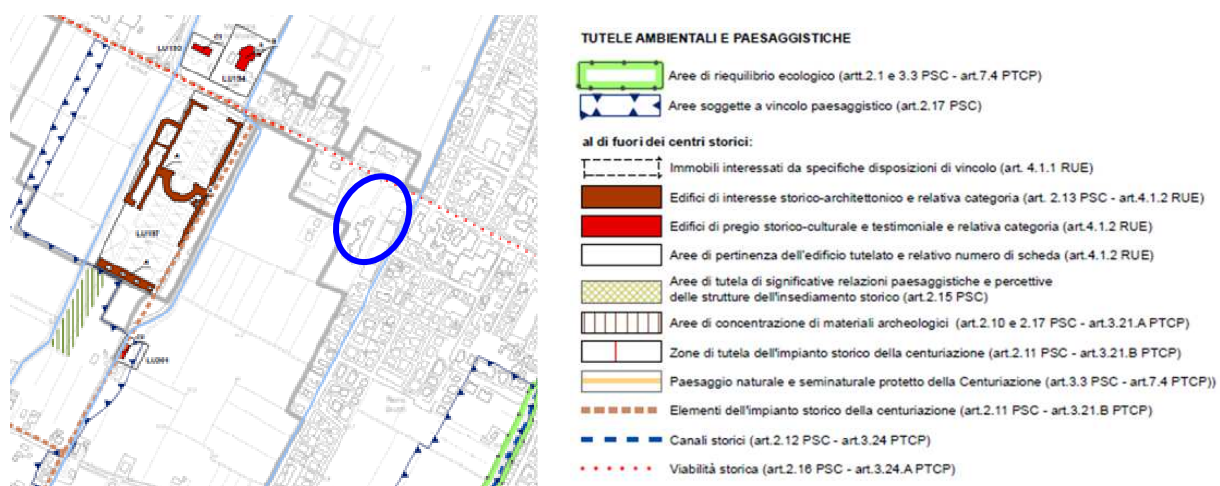 LU193
LU194
LU197
TUTELE AMBIENTALI E PAESAGGISTICHE
Aree di riequilibrio ecologico (artt.2.1 e 3.3 PSC - art.7.4 PTCP)
Aree soggette a vincolo paesaggistico (art.2.17 PSC)
al di fuori dei centri storici:
Immobili interessati da specifiche disposizioni di vincolo (art. 4.1.1 RUE)
Edifici di interesse storico-architettonico e relativa categoria (art. 2.13 PSC - art.4.1.2 RUE)
Edifici di pregio storico-culturale e testimoniale e relativa categoria (art.4.1.2 RUE)
Aree di pertinenza dell'edificio tutelato e relativo numero di scheda (art.4.1.2 RUE)
Aree di tutela di significative relazioni paesaggistiche e percettive
delle strutture dell'insediamento storico (art.2.15 PSC)
Aree di concentrazione di materiali archeologici (art.2.10 e 2.17 PSC - art.3.21.A PTCP)
Zone di tutela dell'impianto storico della centuriazione (art.2.11 PSC - art.3.21.B PTCP)
Paesaggio naturale e seminaturale protetto della Centuriazione (art.3.3 PSC - art.7.4 PTCP))
Elementi dell'impianto storico della centuriazione (art.2.11 PSC - art.3.21.B PTCP)
Canali storici (art.2.12 PSC - art.3.24 PTCP)
Viabilità storica (art.2.16 PSC - art.3.24.A PTCP)